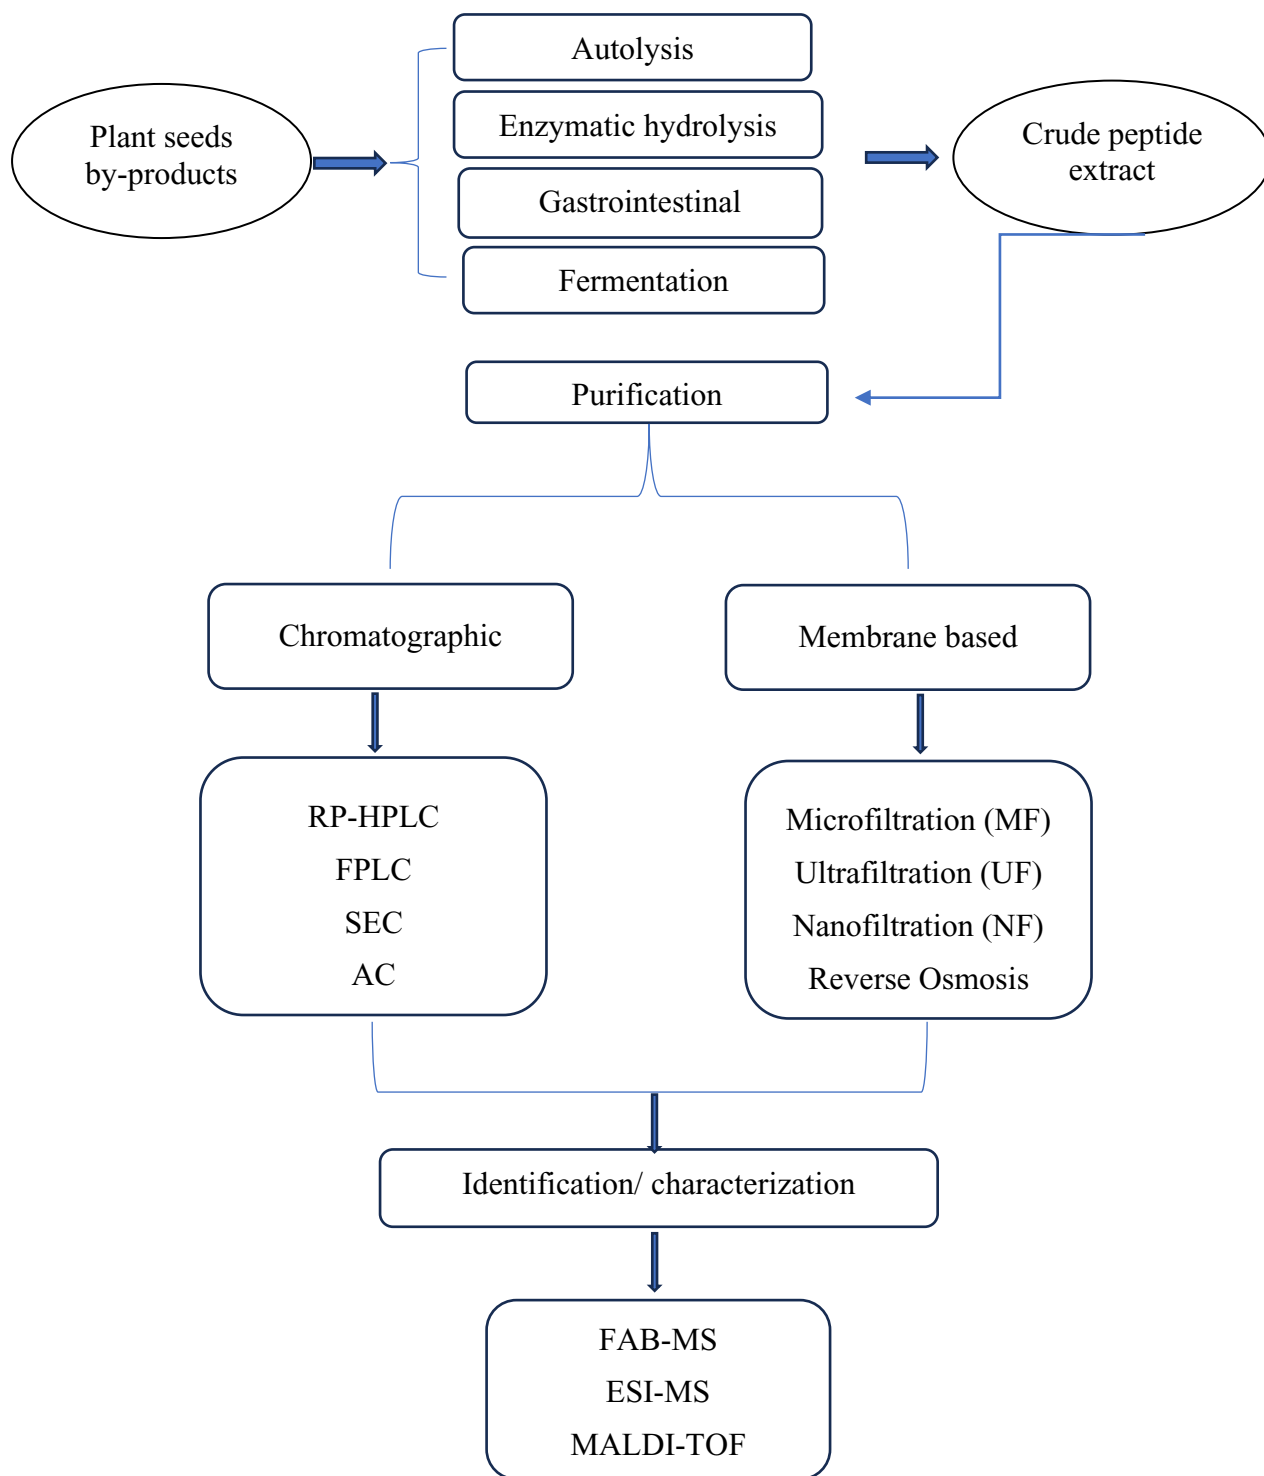 Plant seeds
by-products
Autolysis
Enzymatic hydrolysis
Gastrointestinal
Fermentation
Crude peptide
extract
Purification
Chromatographic
Membrane based
RP-HPLC
FPLC
SEC
AC
Microfiltration (MF)
Ultrafiltration (UF)
Nanofiltration (NF)
Reverse Osmosis
Identification/ characterization
FAB-MS
ESI-MS
MALDI-TOF